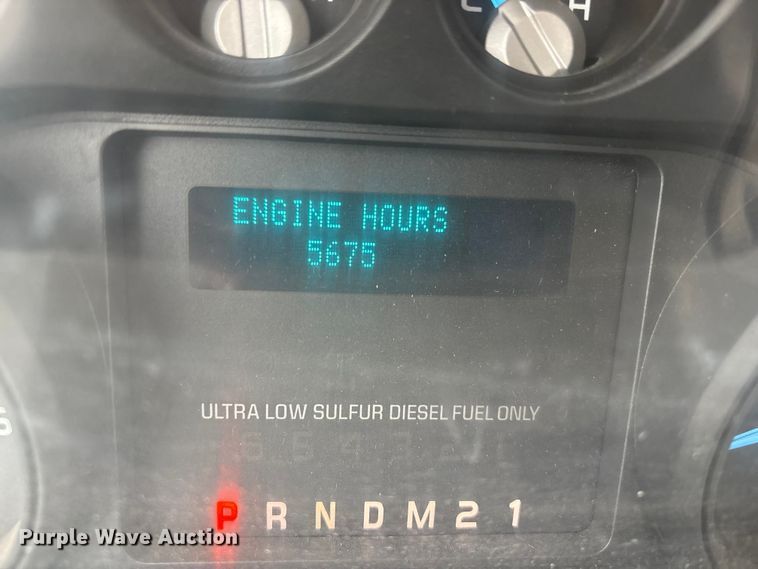 C H
ENGINE HOURS
5675
ULTRA LOW SULFUR DIESEL FUEL ONLY
P R N D M 2 1
Purple Wave Auction